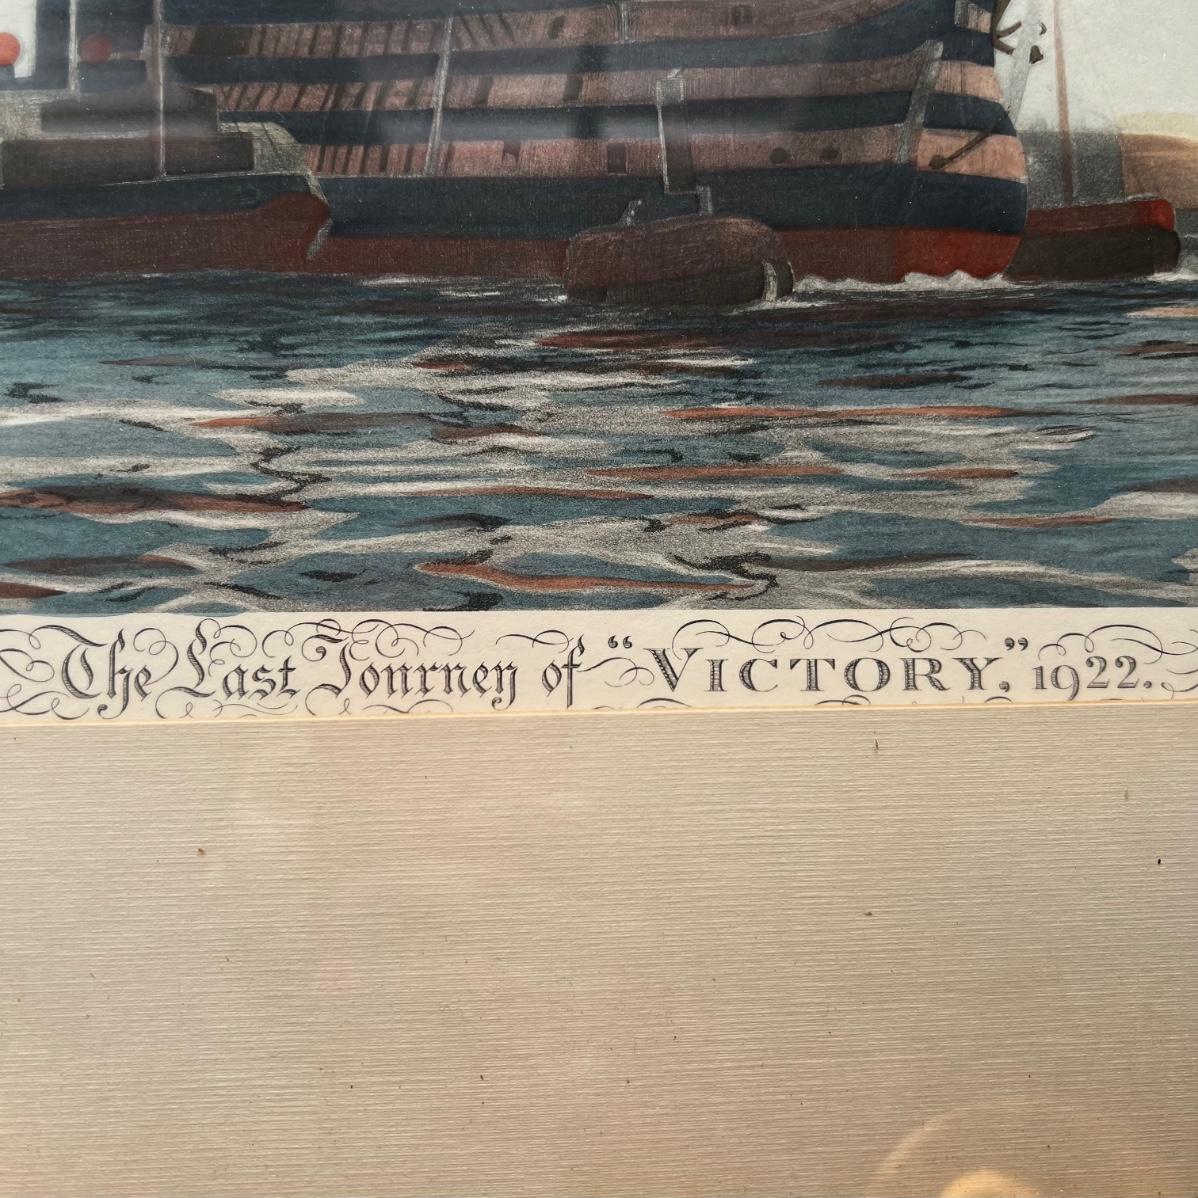 The Last Journey of “VICTORY,” 1922.